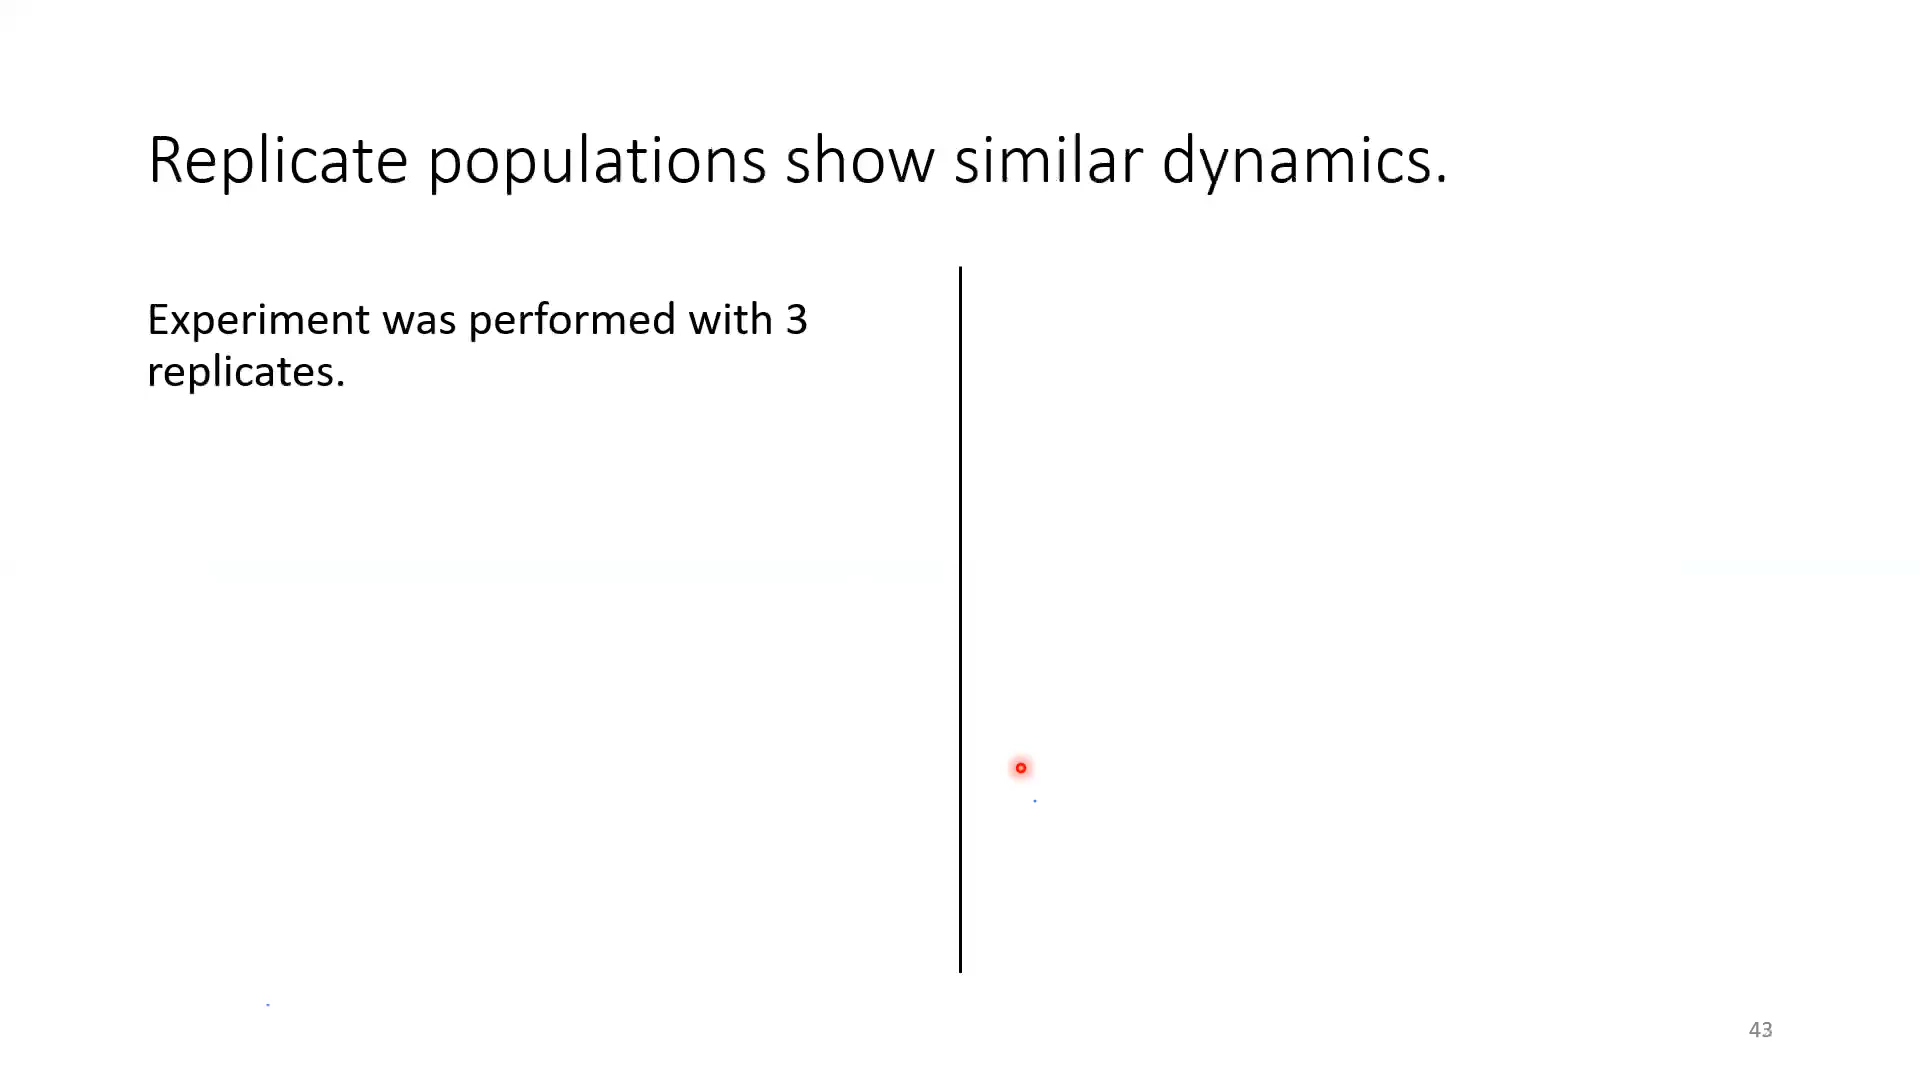 Replicate populations show similar dynamics.
Experiment was performed with 3
replicates.
43